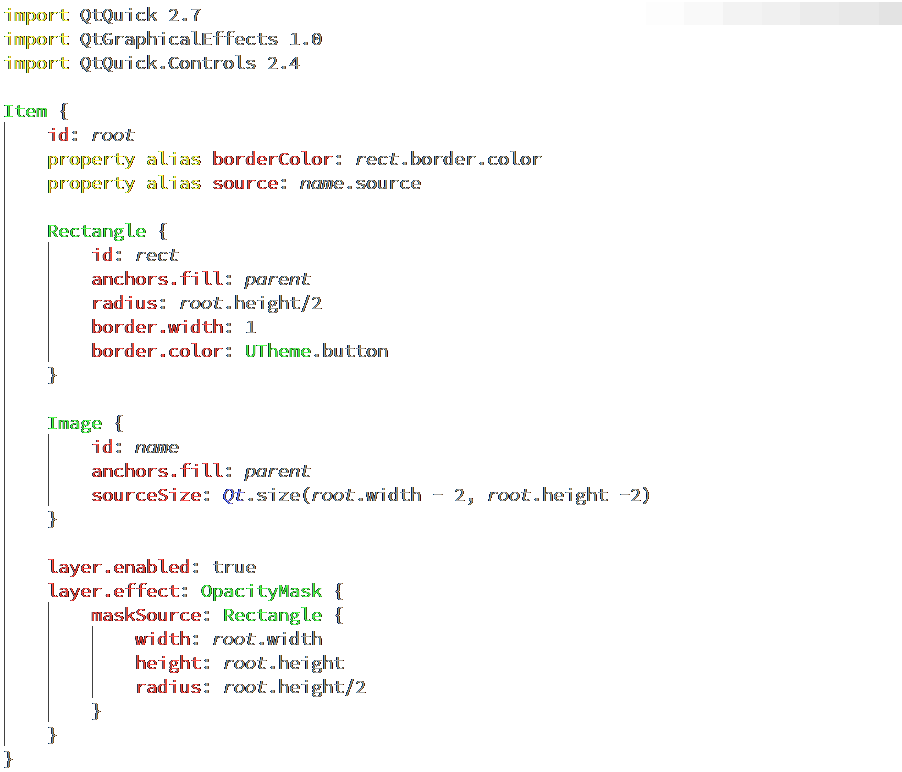 import QtQuick 2.7
import QtGraphicalEffects 1.0
import QtQuick.Controls 2.4

Item {
    id: root
    property alias borderColor: rect.border.color
    property alias source: name.source

    Rectangle {
        id: rect
        anchors.fill: parent
        radius: root.height/2
        border.width: 1
        border.color: UTheme.button
    }

    Image {
        id: name
        anchors.fill: parent
        sourceSize: Qt.size(root.width - 2, root.height -2)
    }

    layer.enabled: true
    layer.effect: OpacityMask {
        maskSource: Rectangle {
            width: root.width
            height: root.height
            radius: root.height/2
        }
    }
}